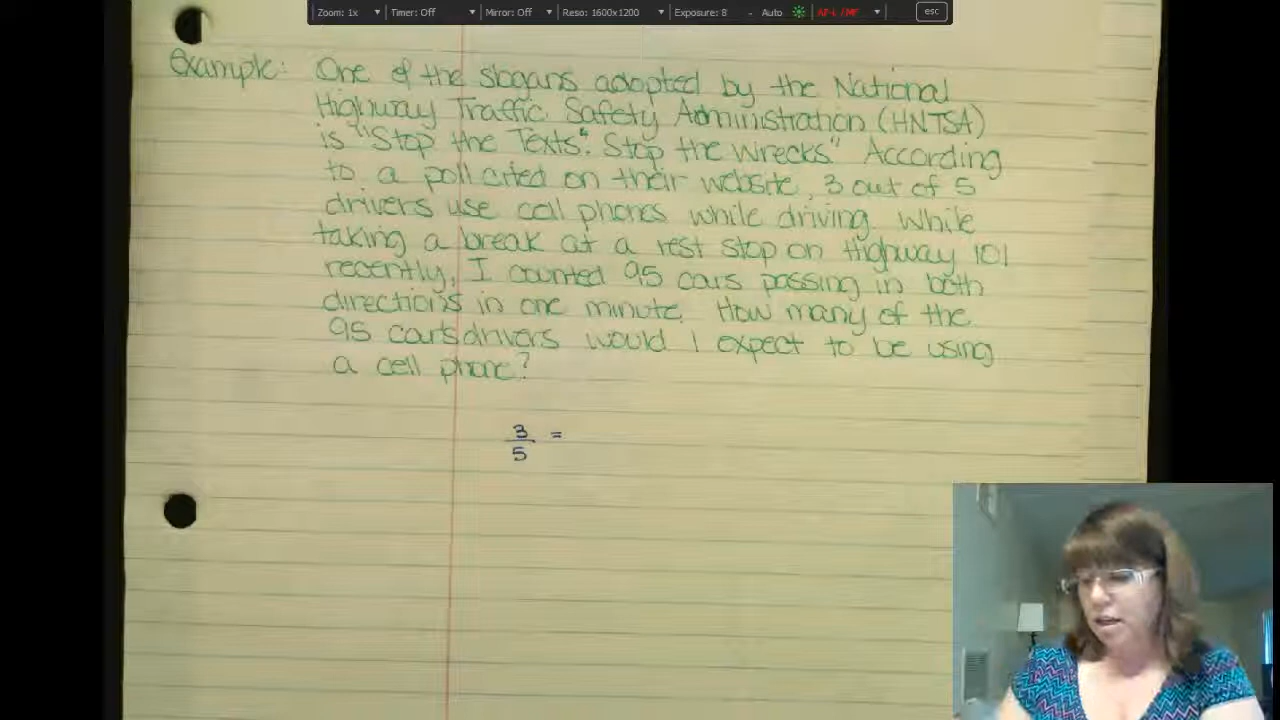 Zoom: 1x Timer: Off Mirror: Off Reso: 1600x1200 Exposure: 8 - Auto AF-L / MF esc
Example: One of the slogans adopted by the National
Highway Traffic Safety Administration (HNTSA)
is "Stop the Texts". Stop the Wrecks" According
to a poll cited on their website, 3 out of 5
drivers use cell phones while driving. While
taking a break at a rest stop on Highway 101
recently, I counted 95 cars passing in both
directions in one minute. How many of the
95 cars drivers would I expect to be using
a cell phone?
3 =
5